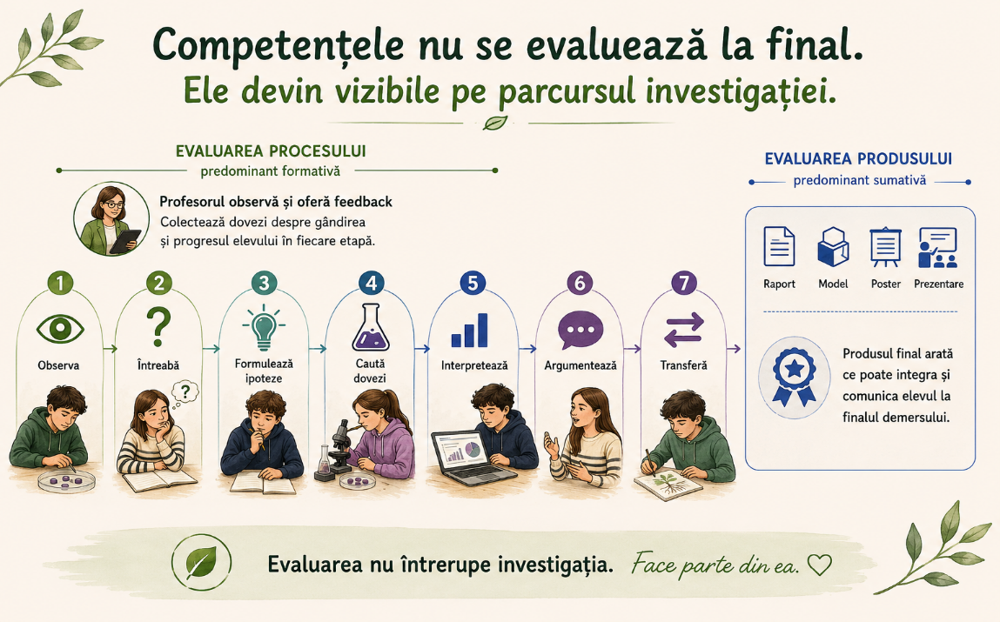 Competențele nu se evaluează la final.
Ele devin vizibile pe parcursul investigației.
EVALUAREA PROCESULUI
predominant formativă
Profesorul observă și oferă feedback
Colectează dovezi despre gândirea
și progresul elevului în fiecare etapă.
1
Observa
2
Întreabă
?
3
Formulează
ipoteze
4
Caută
dovezi
5
Interpretează
6
Argumentează
7
Transferă
EVALUAREA PRODUSULUI
predominant sumativă
Raport
Model
Poster
Prezentare
Produsul final arată
ce poate integra și
comunica elevul la
finalul demersului.
Evaluarea nu întrerupe investigația. Face parte din ea.